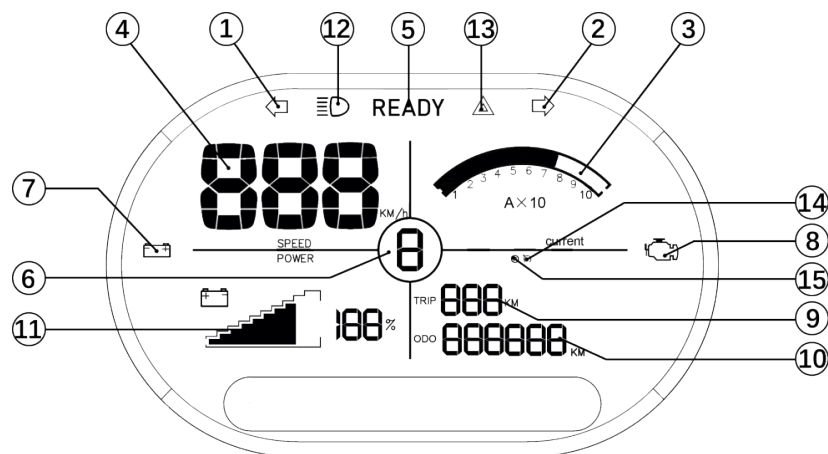 4 1 12 5 13 2 3
READY
888 KM/h
1 2 3 4 5 6 7 8 9 10
A×10
14
7
SPEED
8
current
8
POWER
15
6
TRIP 888 KM
188%
9
11
ODO 888888 KM
10